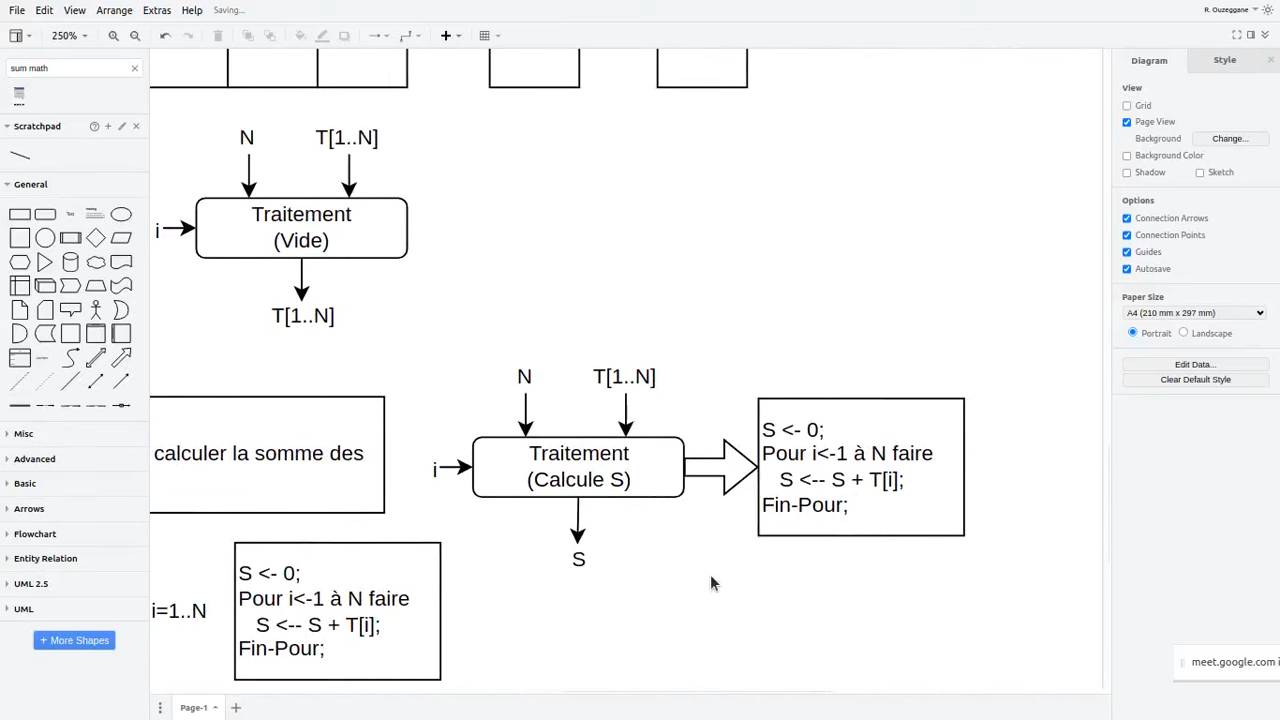 File Edit View Arrange Extras Help Saving...
R. Ouzeggane
250%
sum math
Scratchpad
General
Text
Misc
Advanced
Basic
Arrows
Flowchart
Entity Relation
UML 2.5
UML
+ More Shapes
N T[1..N]
i
Traitement
(Vide)
T[1..N]
calculer la somme des
N T[1..N]
i
Traitement
(Calcule S)
S
S <- 0;
Pour i<-1 à N faire
S <-- S + T[i];
Fin-Pour;
i=1..N
S <- 0;
Pour i<-1 à N faire
S <-- S + T[i];
Fin-Pour;
Page-1
Diagram Style
View
Grid
Page View
Background Change...
Background Color
Shadow Sketch
Options
Connection Arrows
Connection Points
Guides
Autosave
Paper Size
A4 (210 mm x 297 mm)
Portrait Landscape
Edit Data...
Clear Default Style
meet.google.com i